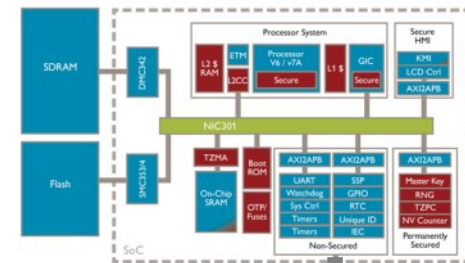 Processor System
Secure
HMI
SDRAM
DMC342
L2 $
RAM
ETM
L2CC
Processor
V6 / v7A
Secure
L1 $
GIC
Secure
KMI
LCD Ctrl
AXI2APB
NIC301
Flash
SMC353/4
TZMA
On-Chip
SRAM
Boot
ROM
OTP/
Fuses
AXI2APB
UART
Watchdog
Sys Ctrl
Timers
Timers
AXI2APB
SSP
GPIO
RTC
Unique ID
IEC
Non-Secured
AXI2APB
Master Key
RNG
TZPC
NV Counter
Permanently
Secured
SoC